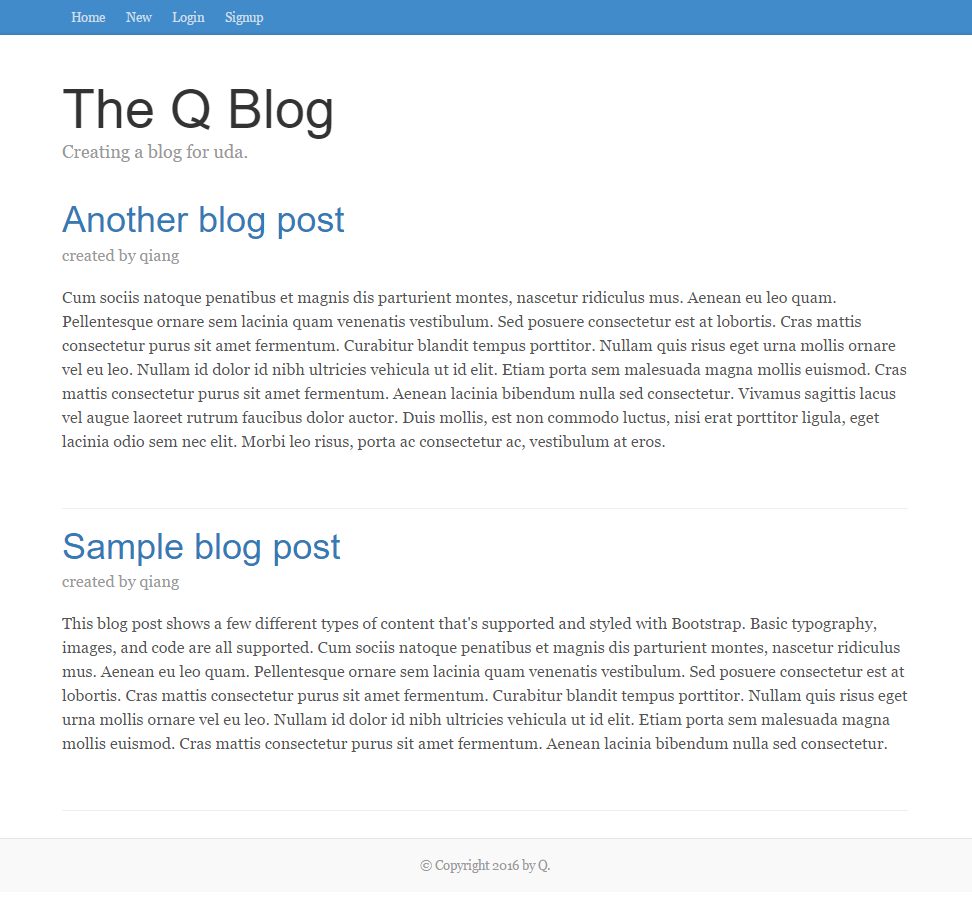 Home New Login Signup
The Q Blog
Creating a blog for uda.
Another blog post
created by qiang
Cum sociis natoque penatibus et magnis dis parturient montes, nascetur ridiculus mus. Aenean eu leo quam.
Pellentesque ornare sem lacinia quam venenatis vestibulum. Sed posuere consectetur est at lobortis. Cras mattis
consectetur purus sit amet fermentum. Curabitur blandit tempus porttitor. Nullam quis risus eget urna mollis ornare
vel eu leo. Nullam id dolor id nibh ultricies vehicula ut id elit. Etiam porta sem malesuada magna mollis euismod. Cras
mattis consectetur purus sit amet fermentum. Aenean lacinia bibendum nulla sed consectetur. Vivamus sagittis lacus
vel augue laoreet rutrum faucibus dolor auctor. Duis mollis, est non commodo luctus, nisi erat porttitor ligula, eget
lacinia odio sem nec elit. Morbi leo risus, porta ac consectetur ac, vestibulum at eros.
Sample blog post
created by qiang
This blog post shows a few different types of content that's supported and styled with Bootstrap. Basic typography,
images, and code are all supported. Cum sociis natoque penatibus et magnis dis parturient montes, nascetur ridiculus
mus. Aenean eu leo quam. Pellentesque ornare sem lacinia quam venenatis vestibulum. Sed posuere consectetur est at
lobortis. Cras mattis consectetur purus sit amet fermentum. Curabitur blandit tempus porttitor. Nullam quis risus eget
urna mollis ornare vel eu leo. Nullam id dolor id nibh ultricies vehicula ut id elit. Etiam porta sem malesuada magna
mollis euismod. Cras mattis consectetur purus sit amet fermentum. Aenean lacinia bibendum nulla sed consectetur.
© Copyright 2016 by Q.